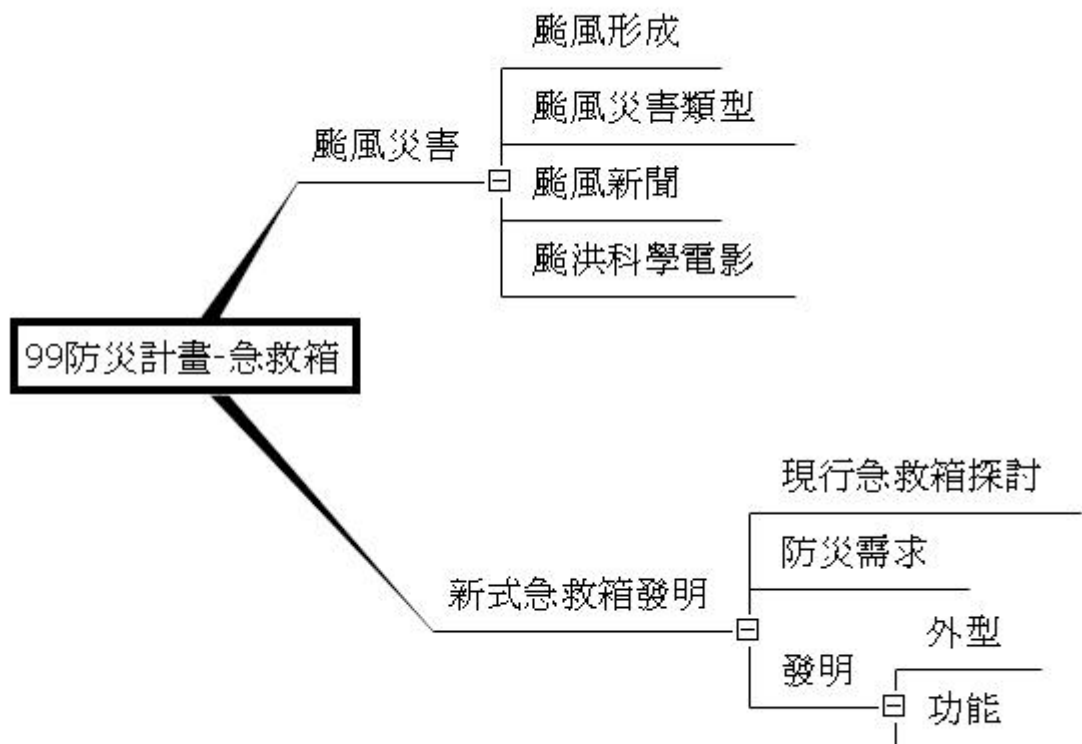 颱風形成
颱風災害類型
颱風災害
颱風新聞
颱洪科學電影
99防災計畫-急救箱
現行急救箱探討
防災需求
新式急救箱發明
外型
發明
功能